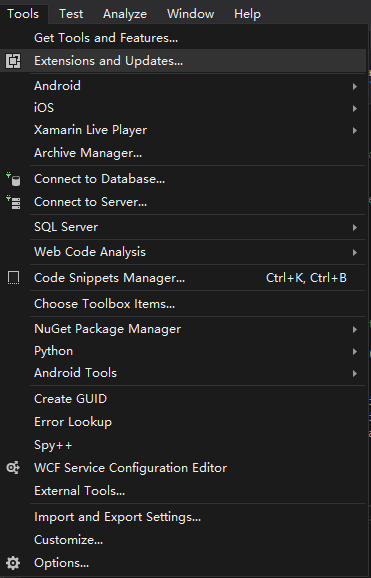 Tools Test Analyze Window Help
Get Tools and Features...
Extensions and Updates...
Android
iOS
Xamarin Live Player
Archive Manager...
Connect to Database...
Connect to Server...
SQL Server
Web Code Analysis
Code Snippets Manager... Ctrl+K, Ctrl+B
Choose Toolbox Items...
NuGet Package Manager
Python
Android Tools
Create GUID
Error Lookup
Spy++
WCF Service Configuration Editor
External Tools...
Import and Export Settings...
Customize...
Options...